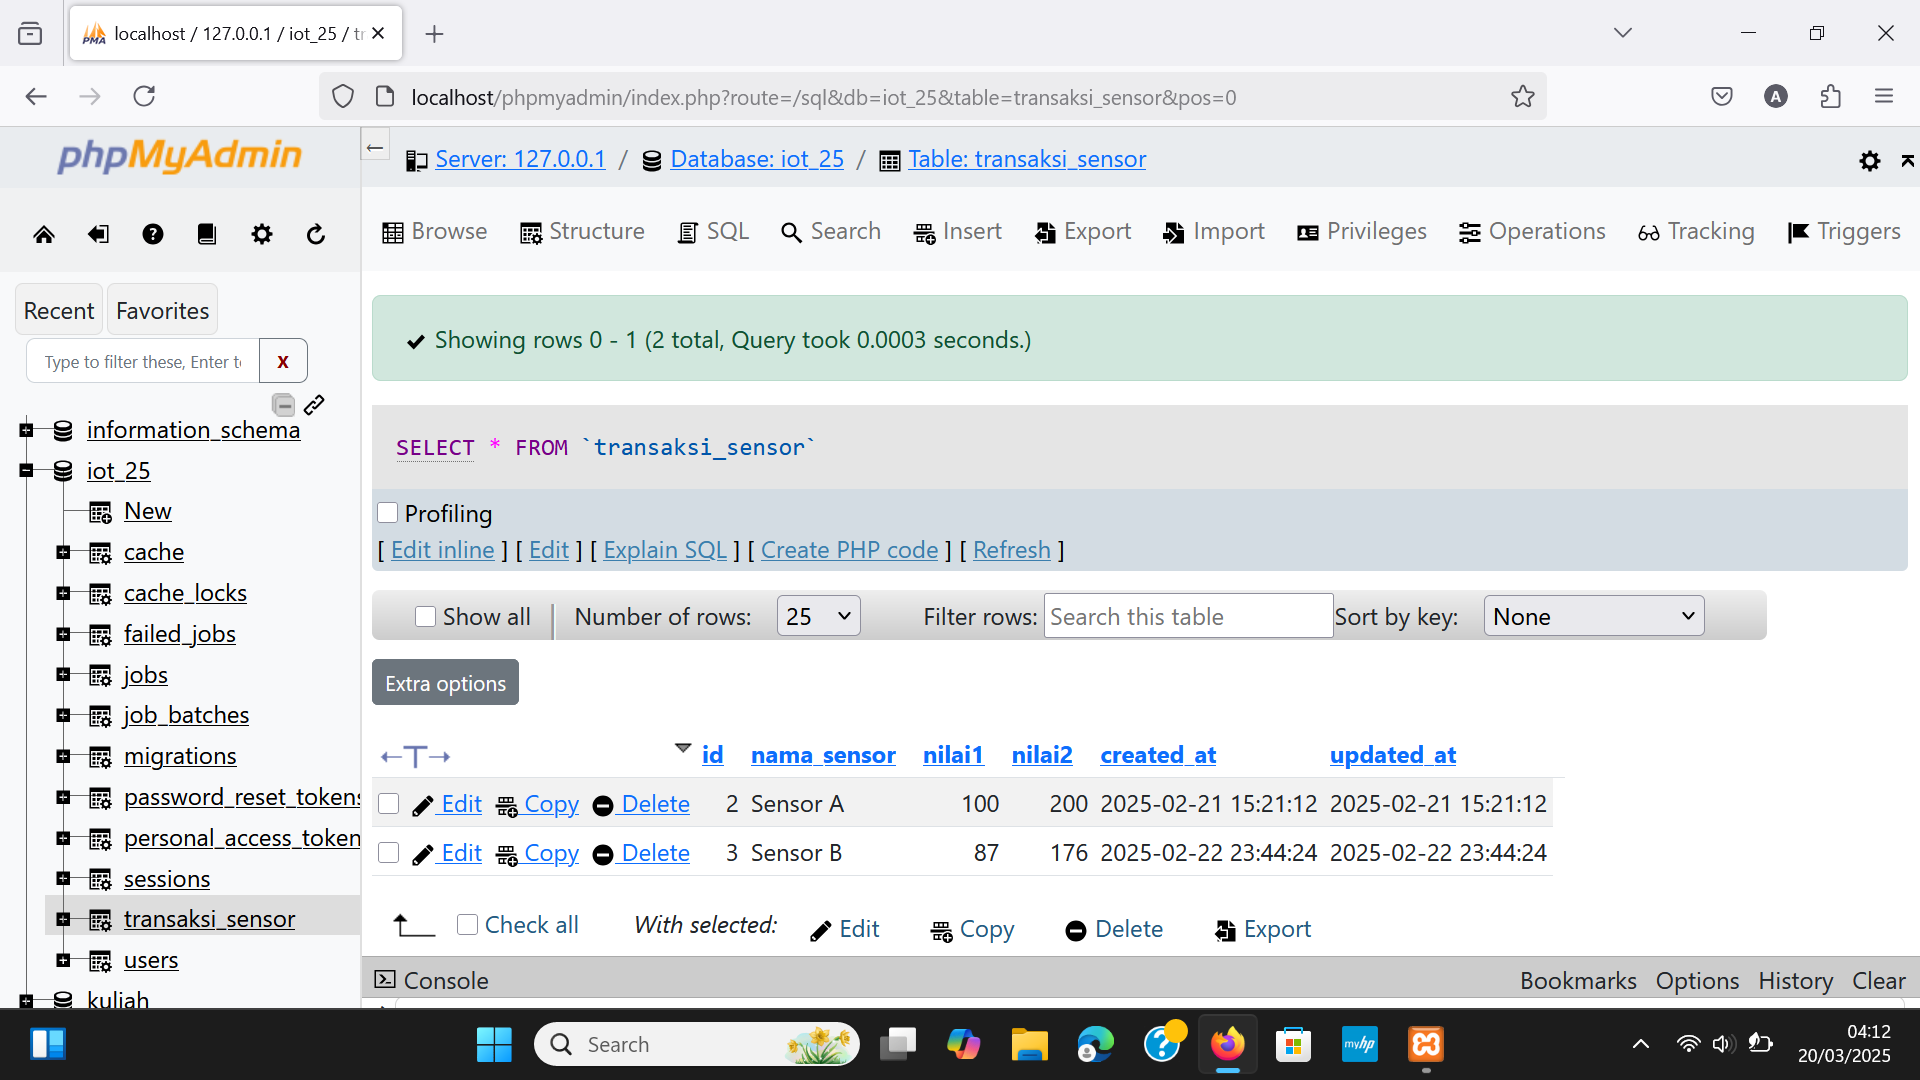 localhost / 127.0.0.1 / iot_25 / tr
localhost/phpmyadmin/index.php?route=/sql&db=iot_25&table=transaksi_sensor&pos=0
A
phpMyAdmin
Server: 127.0.0.1 / Database: iot_25 / Table: transaksi_sensor
Browse Structure SQL Search Insert Export Import Privileges Operations Tracking Triggers
Recent Favorites
Type to filter these, Enter to
X
information_schema
iot_25
New
cache
cache_locks
failed_jobs
jobs
job_batches
migrations
password_reset_tokens
personal_access_token
sessions
transaksi_sensor
users
kuliah
Showing rows 0 - 1 (2 total, Query took 0.0003 seconds.)
SELECT * FROM `transaksi_sensor`
Profiling
[ Edit inline ] [ Edit ] [ Explain SQL ] [ Create PHP code ] [ Refresh ]
Show all Number of rows: 25 Filter rows: Search this table Sort by key: None
Extra options
←T→ id nama_sensor nilai1 nilai2 created_at updated_at
Edit Copy Delete 2 Sensor A 100 200 2025-02-21 15:21:12 2025-02-21 15:21:12
Edit Copy Delete 3 Sensor B 87 176 2025-02-22 23:44:24 2025-02-22 23:44:24
Check all With selected: Edit Copy Delete Export
Console Bookmarks Options History Clear
Search
myhp
04:12
20/03/2025